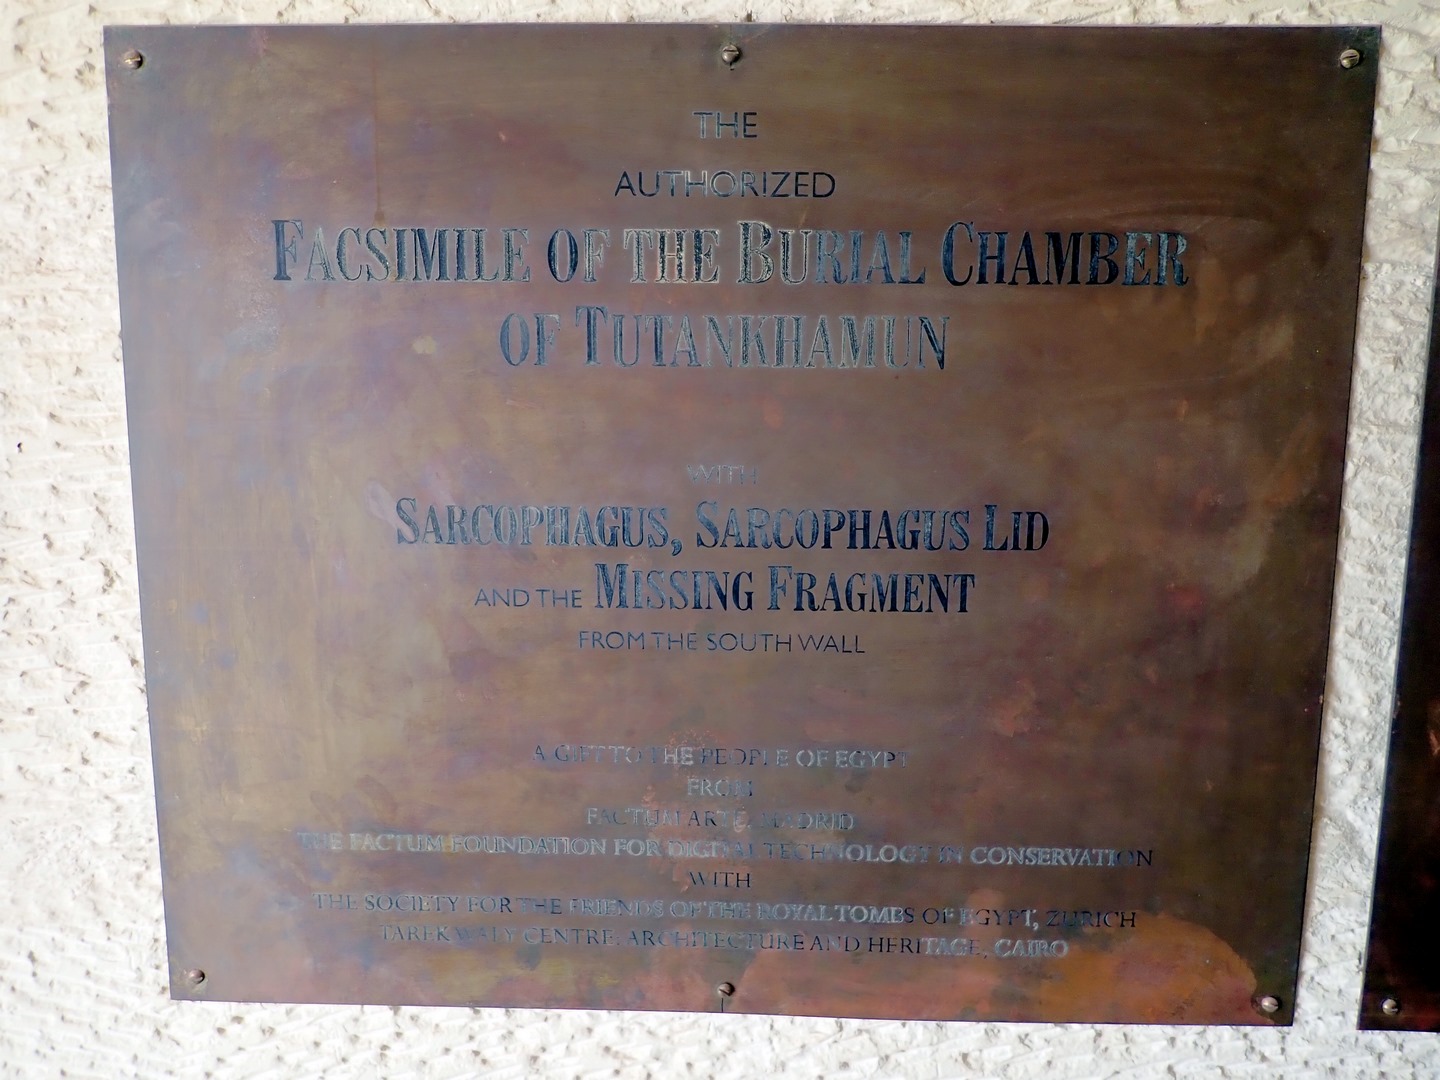 THE
AUTHORIZED
FACSIMILE OF THE BURIAL CHAMBER
OF TUTANKHAMUN
WITH
SARCOPHAGUS, SARCOPHAGUS LID
AND THE MISSING FRAGMENT
FROM THE SOUTH WALL
A GIFT TO THE PEOPLE OF EGYPT
FROM
FACTUM ARTE, MADRID
THE FACTUM FOUNDATION FOR DIGITAL TECHNOLOGY IN CONSERVATION
WITH
THE SOCIETY FOR THE FRIENDS OF THE ROYAL TOMBS OF EGYPT, ZURICH
TAREK WALY CENTRE, ARCHITECTURE AND HERITAGE, CAIRO